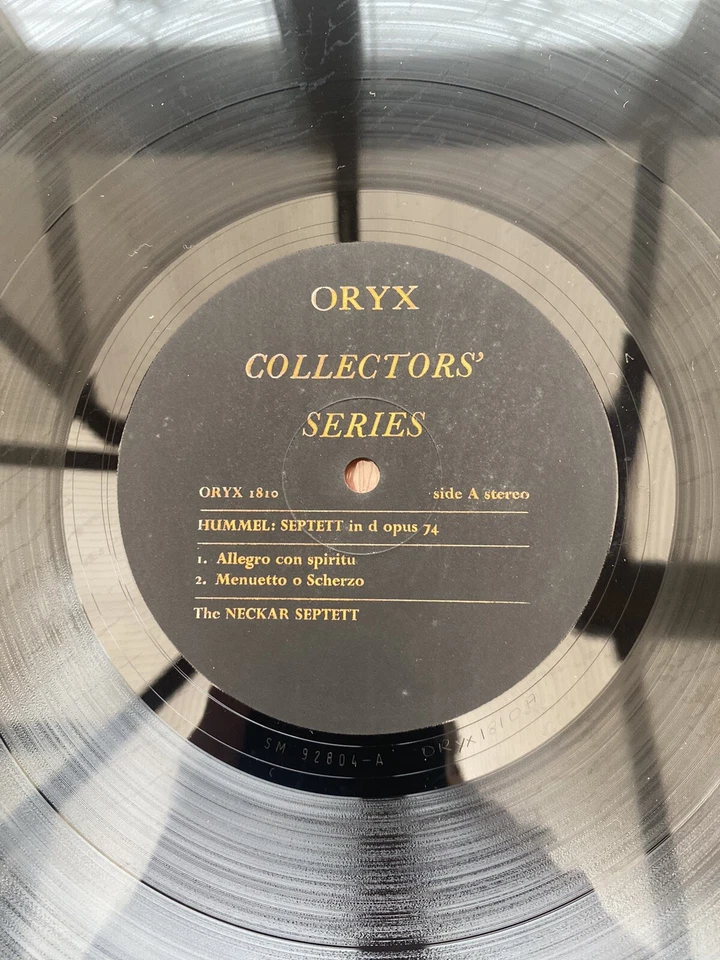 ORYX
COLLECTORS'
SERIES
ORYX 1810 side A stereo
HUMMEL: SEPTETT in d opus 74
1. Allegro con spiritu
2. Menuetto o Scherzo
The NECKAR SEPTETT
SM 92804-A ORYX1810A